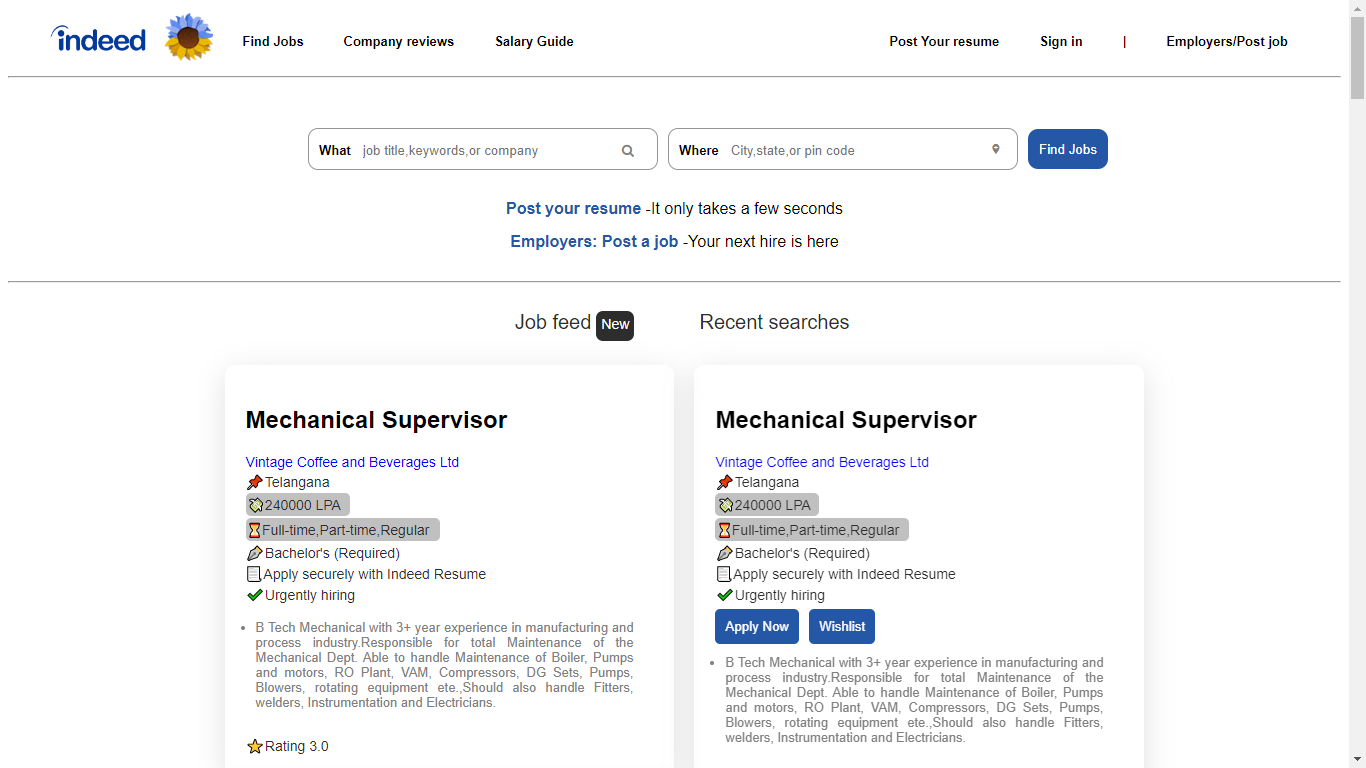 indeed
Find Jobs
Company reviews
Salary Guide
Post Your resume
Sign in
|
Employers/Post job
What
job title,keywords,or company
Where
City,state,or pin code
Find Jobs
Post your resume -It only takes a few seconds
Employers: Post a job -Your next hire is here
Job feed New
Recent searches
Mechanical Supervisor
Vintage Coffee and Beverages Ltd
Telangana
240000 LPA
Full-time,Part-time,Regular
Bachelor's (Required)
Apply securely with Indeed Resume
Urgently hiring
B Tech Mechanical with 3+ year experience in manufacturing and
process industry.Responsible for total Maintenance of the
Mechanical Dept. Able to handle Maintenance of Boiler, Pumps
and motors, RO Plant, VAM, Compressors, DG Sets, Pumps,
Blowers, rotating equipment ete.,Should also handle Fitters,
welders, Instrumentation and Electricians.
Rating 3.0
Mechanical Supervisor
Vintage Coffee and Beverages Ltd
Telangana
240000 LPA
Full-time,Part-time,Regular
Bachelor's (Required)
Apply securely with Indeed Resume
Urgently hiring
Apply Now
Wishlist
B Tech Mechanical with 3+ year experience in manufacturing and
process industry.Responsible for total Maintenance of the
Mechanical Dept. Able to handle Maintenance of Boiler, Pumps
and motors, RO Plant, VAM, Compressors, DG Sets, Pumps,
Blowers, rotating equipment ete.,Should also handle Fitters,
welders, Instrumentation and Electricians.